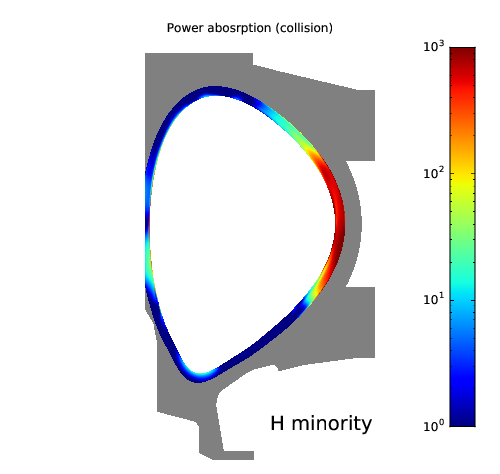 Power abosrption (collision)
10³
10²
10¹
10⁰
H minority